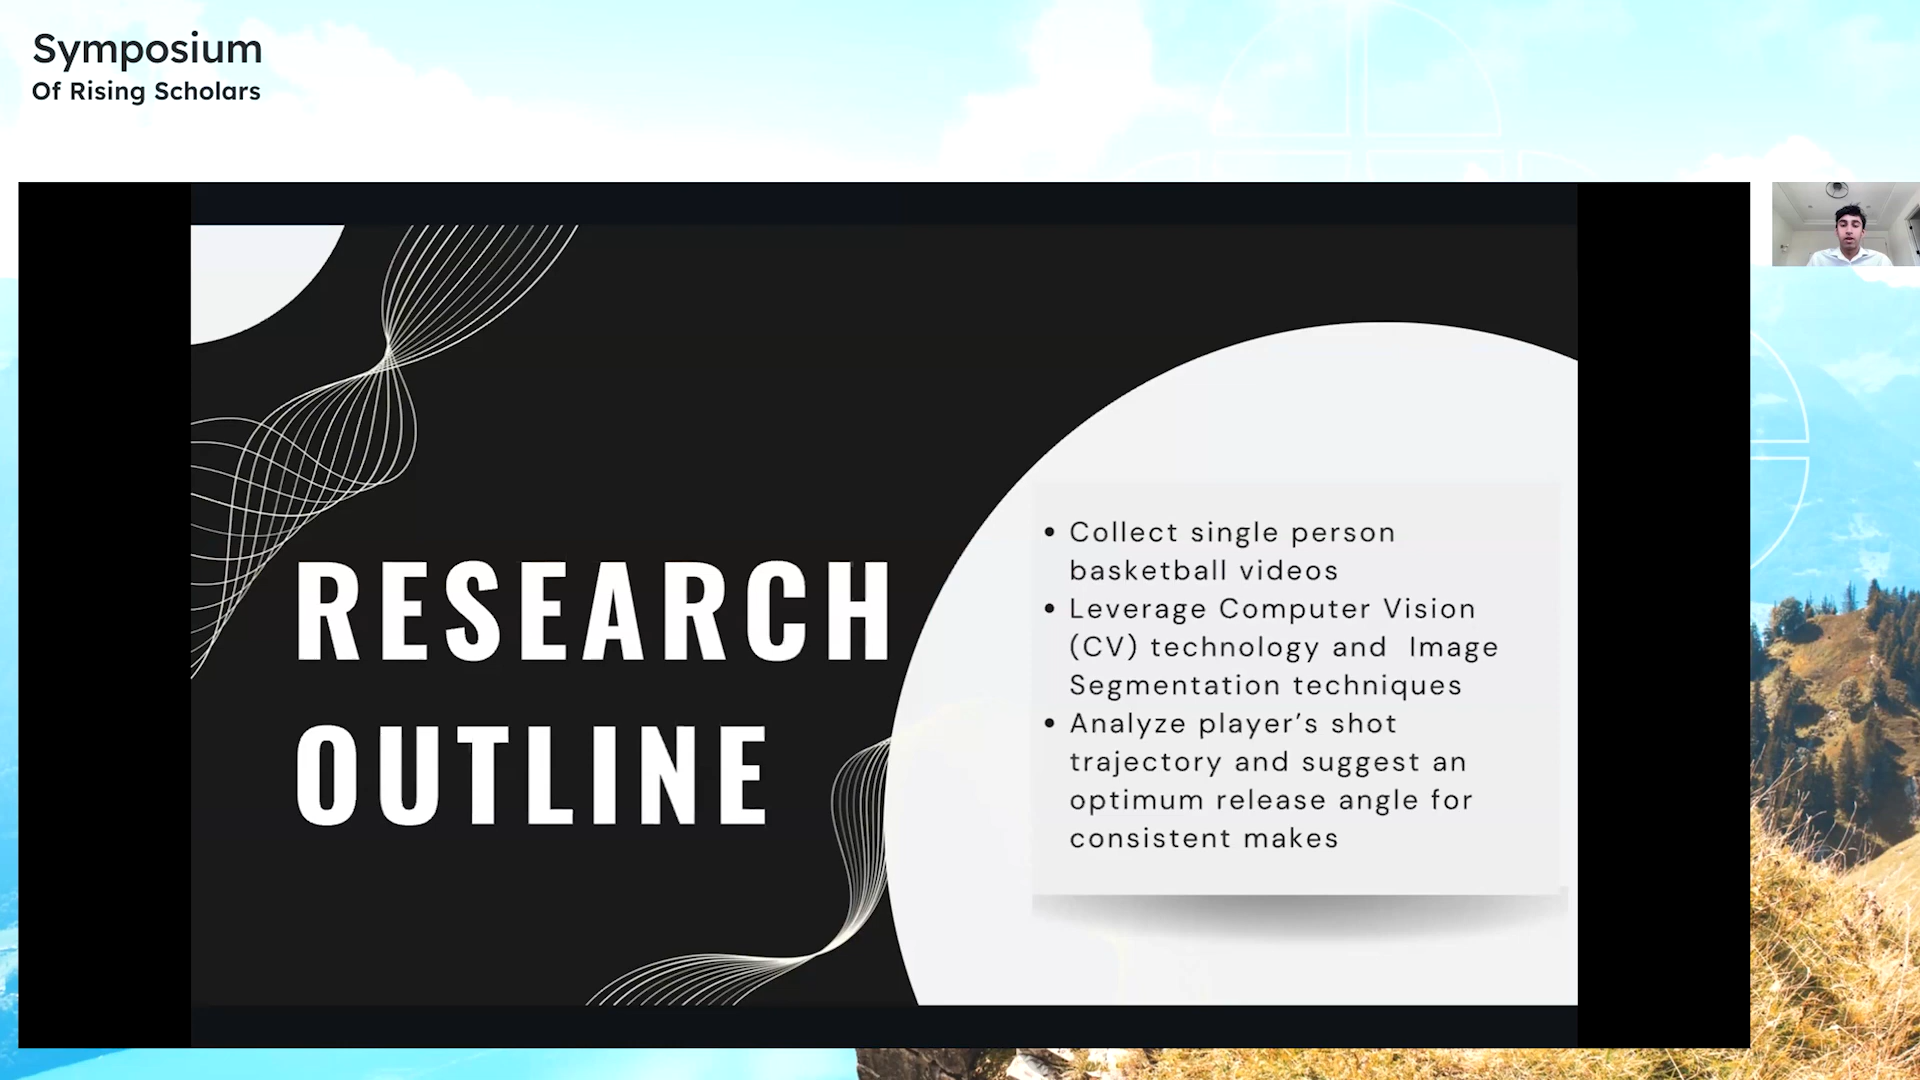 Symposium
Of Rising Scholars
RESEARCH
OUTLINE
• Collect single person
basketball videos
• Leverage Computer Vision
(CV) technology and  Image
Segmentation techniques
• Analyze player’s shot
trajectory and suggest an
optimum release angle for
consistent makes